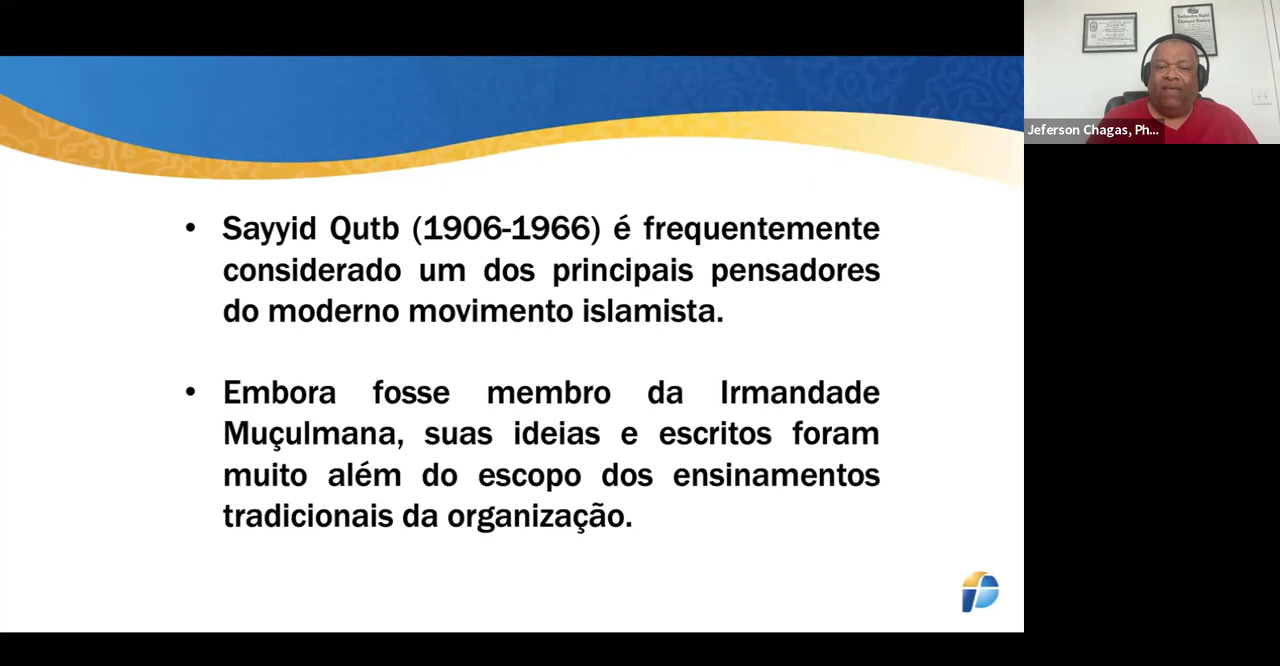 • Sayyid Qutb (1906-1966) é frequentemente
considerado um dos principais pensadores
do moderno movimento islamista.
• Embora fosse membro da Irmandade
Muçulmana, suas ideias e escritos foram
muito além do escopo dos ensinamentos
tradicionais da organização.
Jeferson Chagas, Ph...